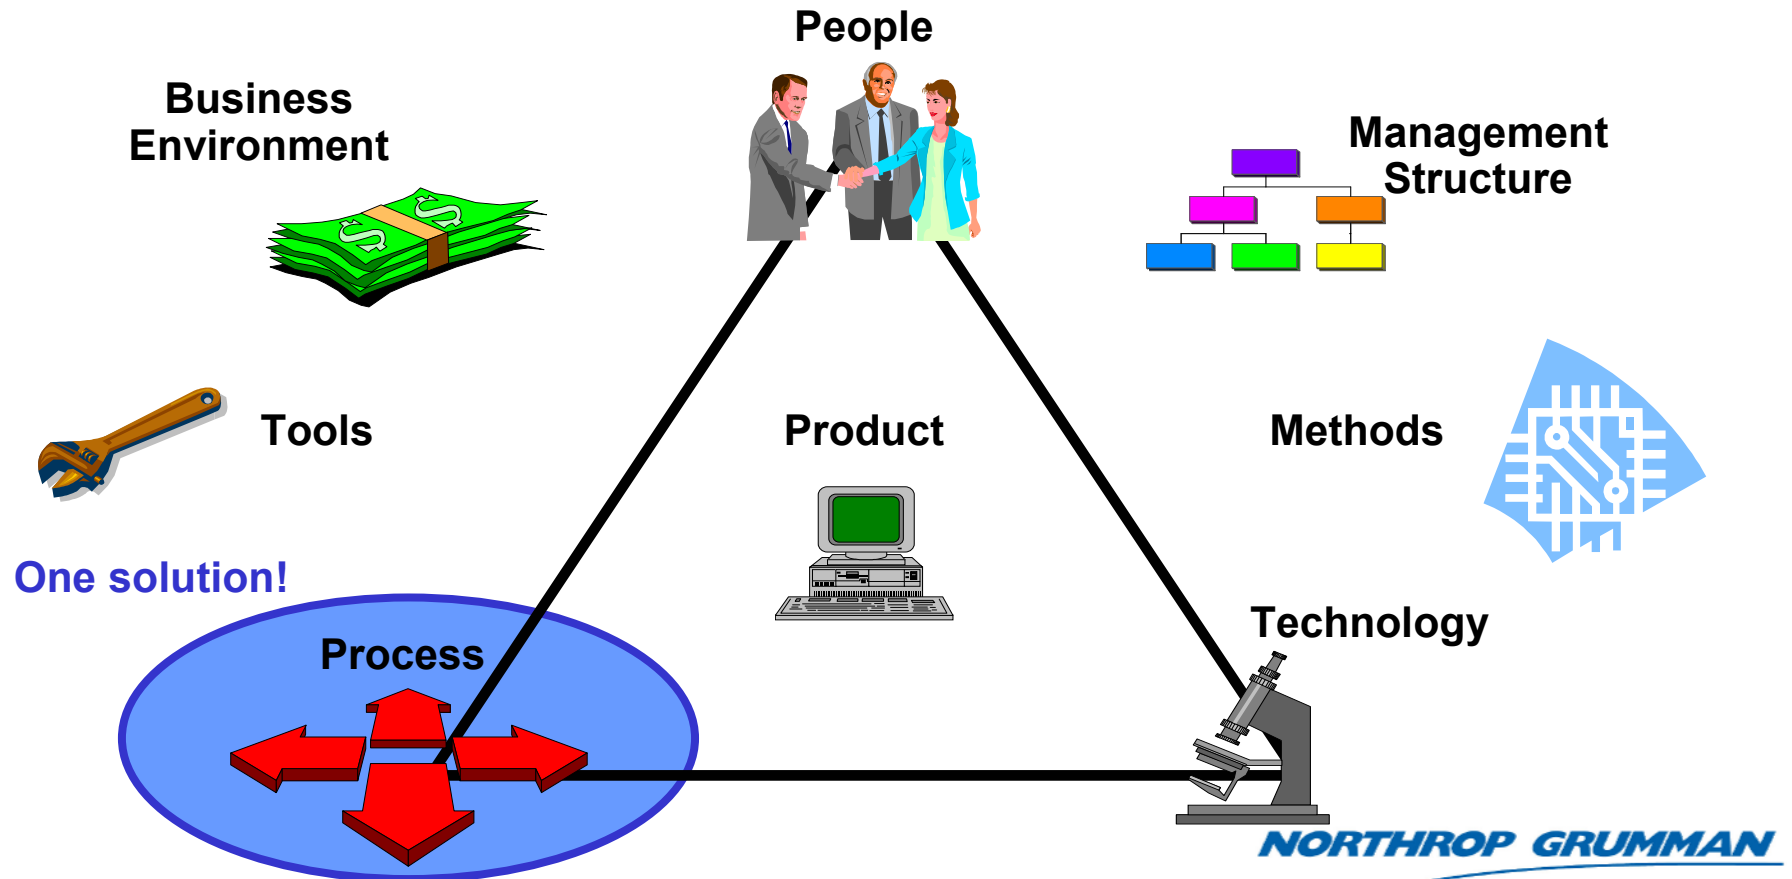 People
Business
Environment
Management
Structure
Tools
Product
Methods
One solution!
Process
Technology
NORTHROP GRUMMAN